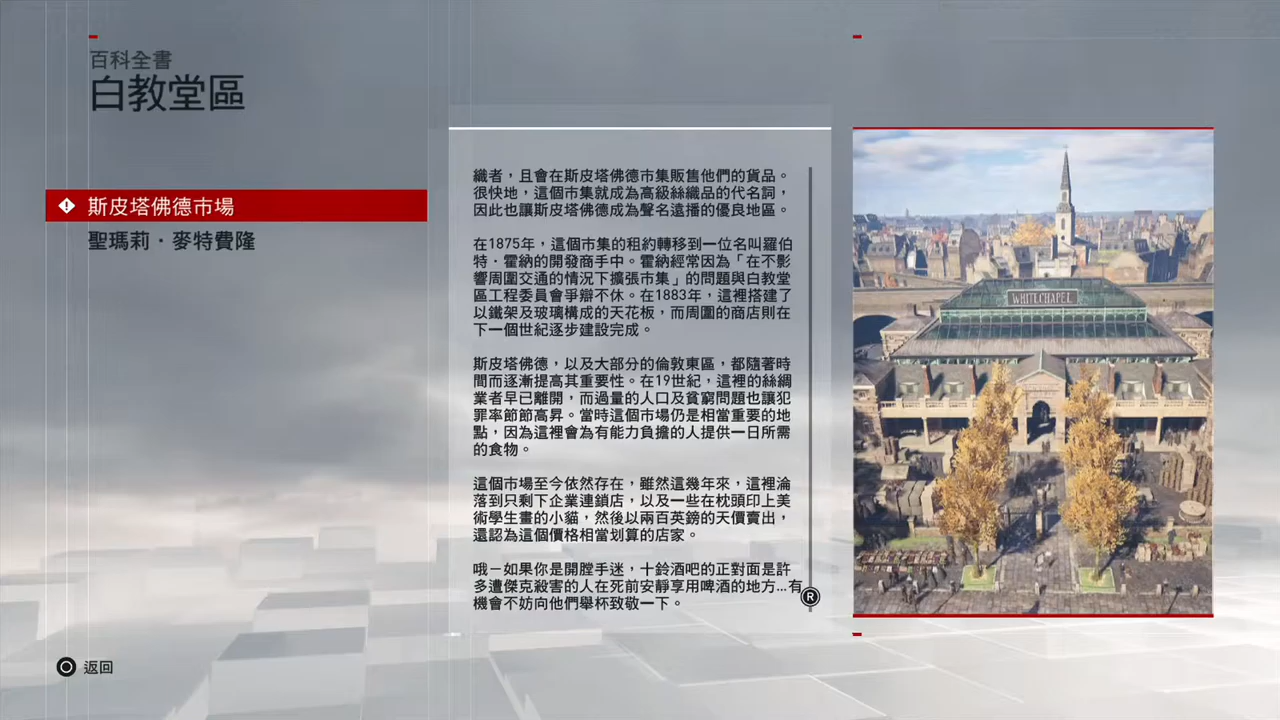 百科全書
白教堂區
斯皮塔佛德市場
聖瑪莉·麥特費隆
織者，且會在斯皮塔佛德市集販售他們的貨品。
很快地，這個市集就成為高級絲織品的代名詞，
因此也讓斯皮塔佛德成為聲名遠播的優良地區。
在1875年，這個市集的租約轉移到一位名叫羅伯
特·霍納的開發商手中。霍納經常因為「在不影
響周圍交通的情況下擴張市集」的問題與白教堂
區工程委員會爭辯不休。在1883年，這裡搭建了
以鐵架及玻璃構成的天花板，而周圍的商店則在
下一個世紀逐步建設完成。
斯皮塔佛德，以及大部分的倫敦東區，都隨著時
間而逐漸提高其重要性。在19世紀，這裡的絲綢
業者早已離開，而過量的人口及貧窮問題也讓犯
罪率節節高昇。當時這個市場仍是相當重要的地
點，因為這裡會為有能力負擔的人提供一日所需
的食物。
這個市場至今依然存在，雖然這幾年來，這裡淪
落到只剩下企業連鎖店，以及一些在枕頭印上美
術學生畫的小貓，然後以兩百英鎊的天價賣出，
還認為這個價格相當划算的店家。
哦－如果你是開膛手迷，十鈴酒吧的正對面是許
多遭傑克殺害的人在死前安靜享用啤酒的地方...有
機會不妨向他們舉杯致敬一下。
R
WHITECHAPEL
返回